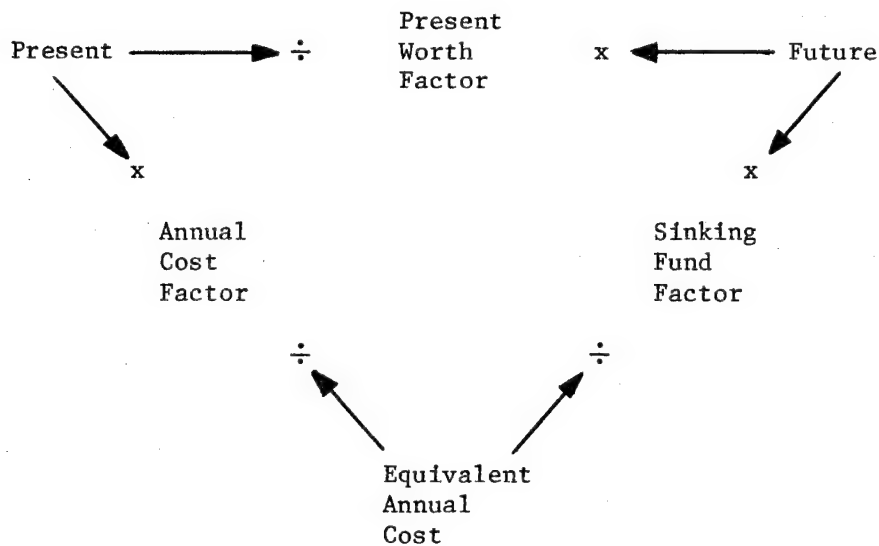 Present
Present ÷ Worth x Future
Factor
x x
Annual Sinking
Cost Fund
Factor Factor
÷ ÷
Equivalent
Annual
Cost